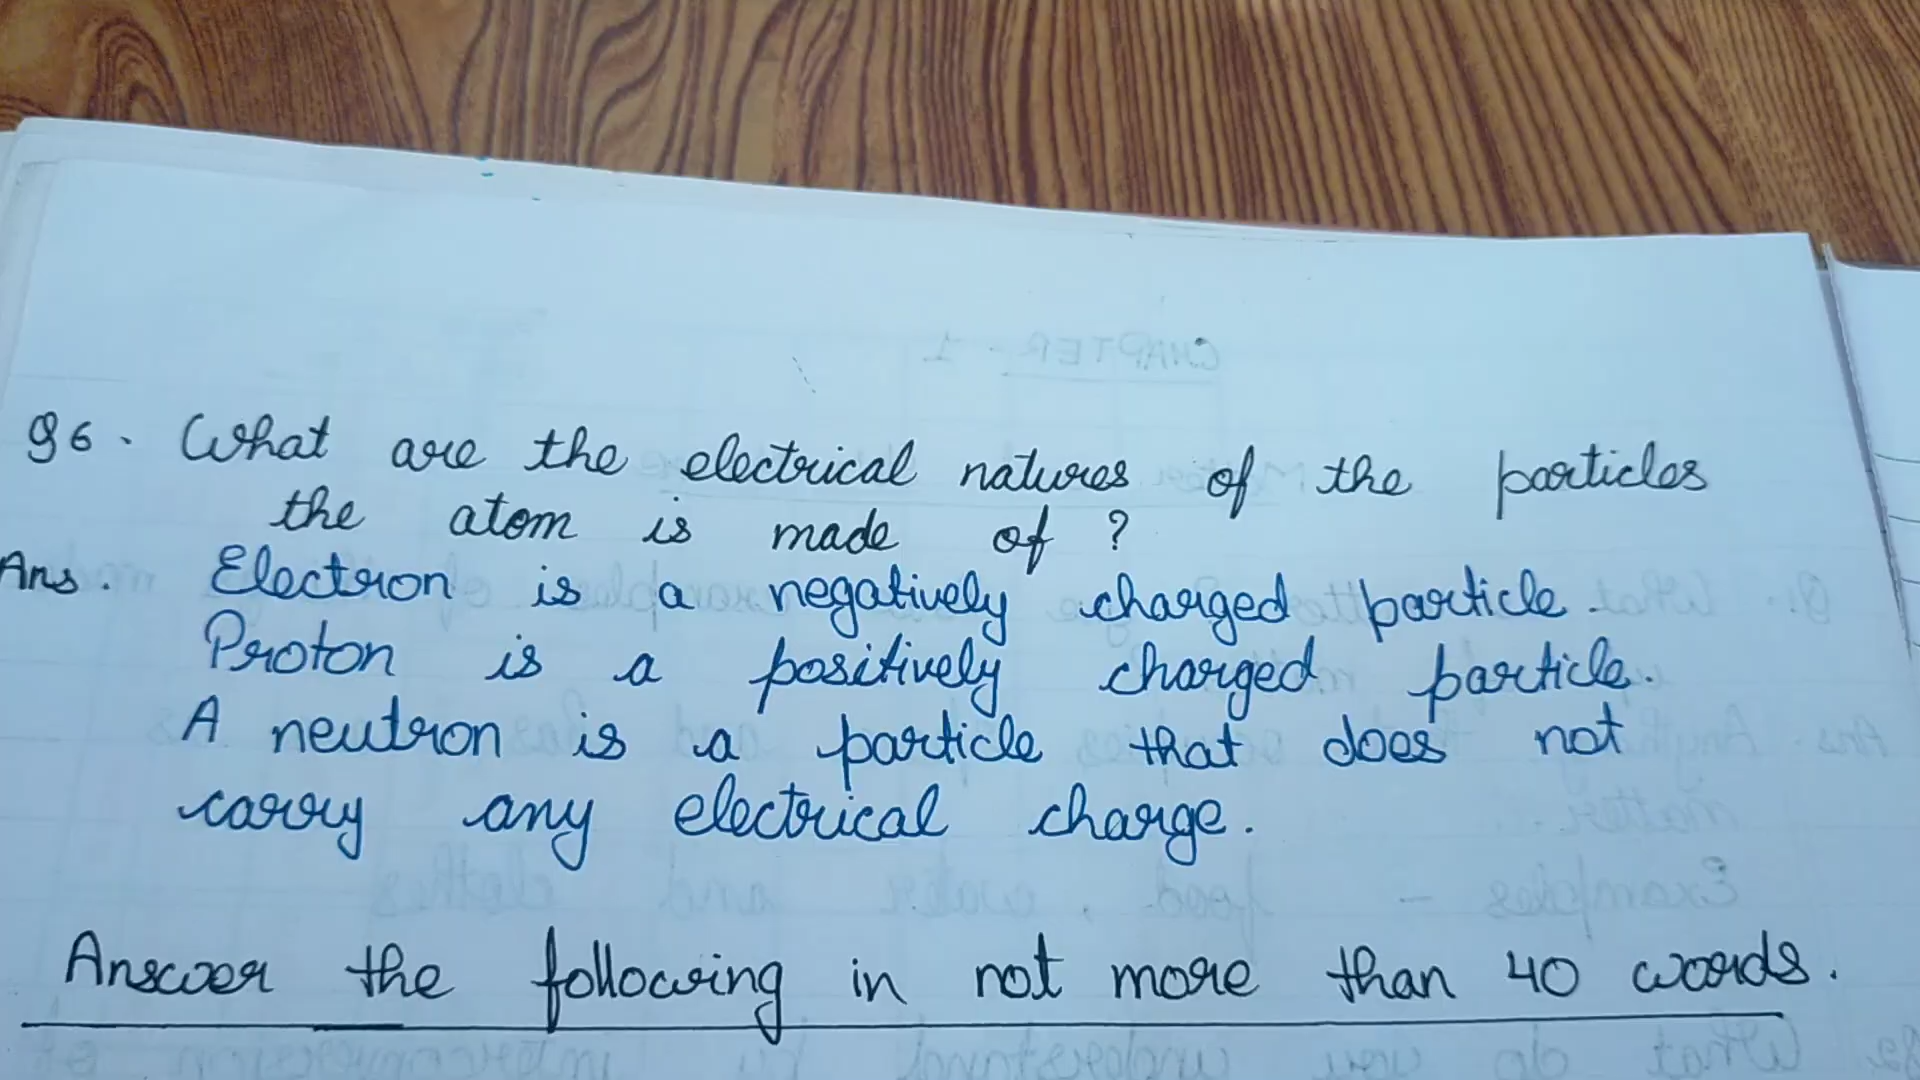 Q6. What are the electrical natures of the particles
the atom is made of ?
Ans. Electron is a negatively charged particle.
Proton is a positively charged particle.
A neutron is a particle that does not
carry any electrical charge.
Answer the following in not more than 40 words.